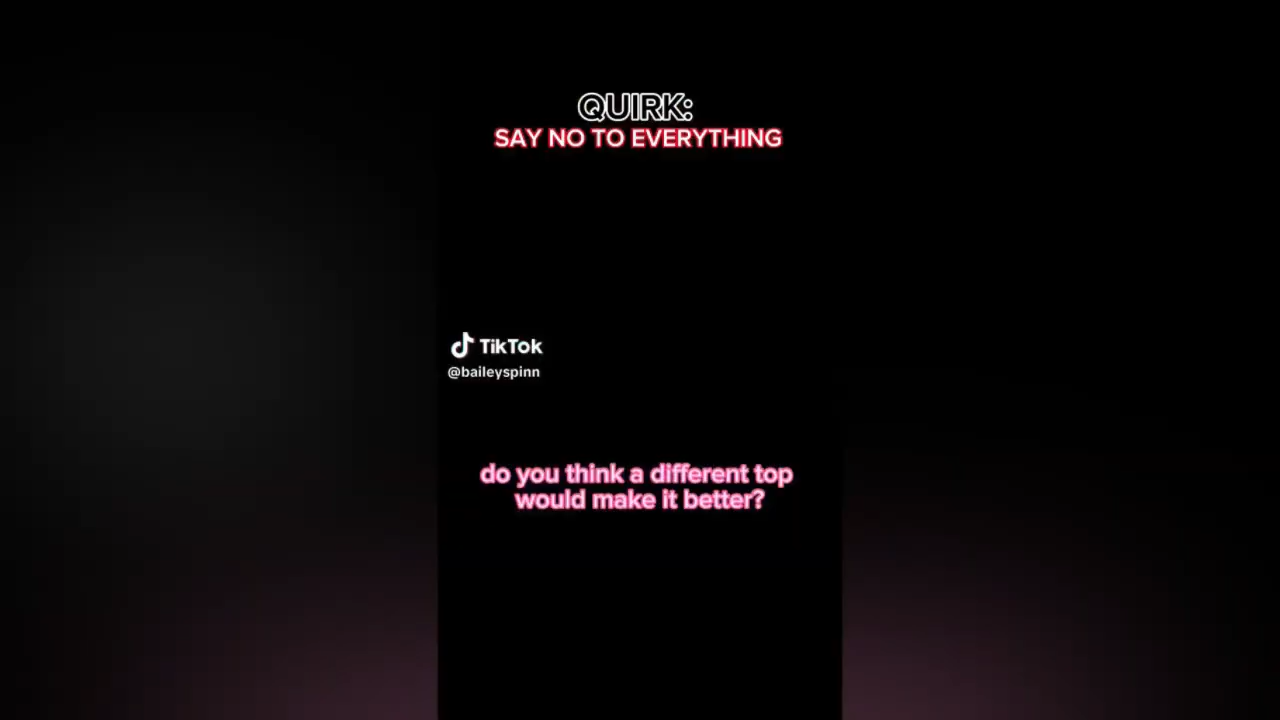 QUIRK:
SAY NO TO EVERYTHING
TikTok
@baileyspinn
do you think a different top
would make it better?